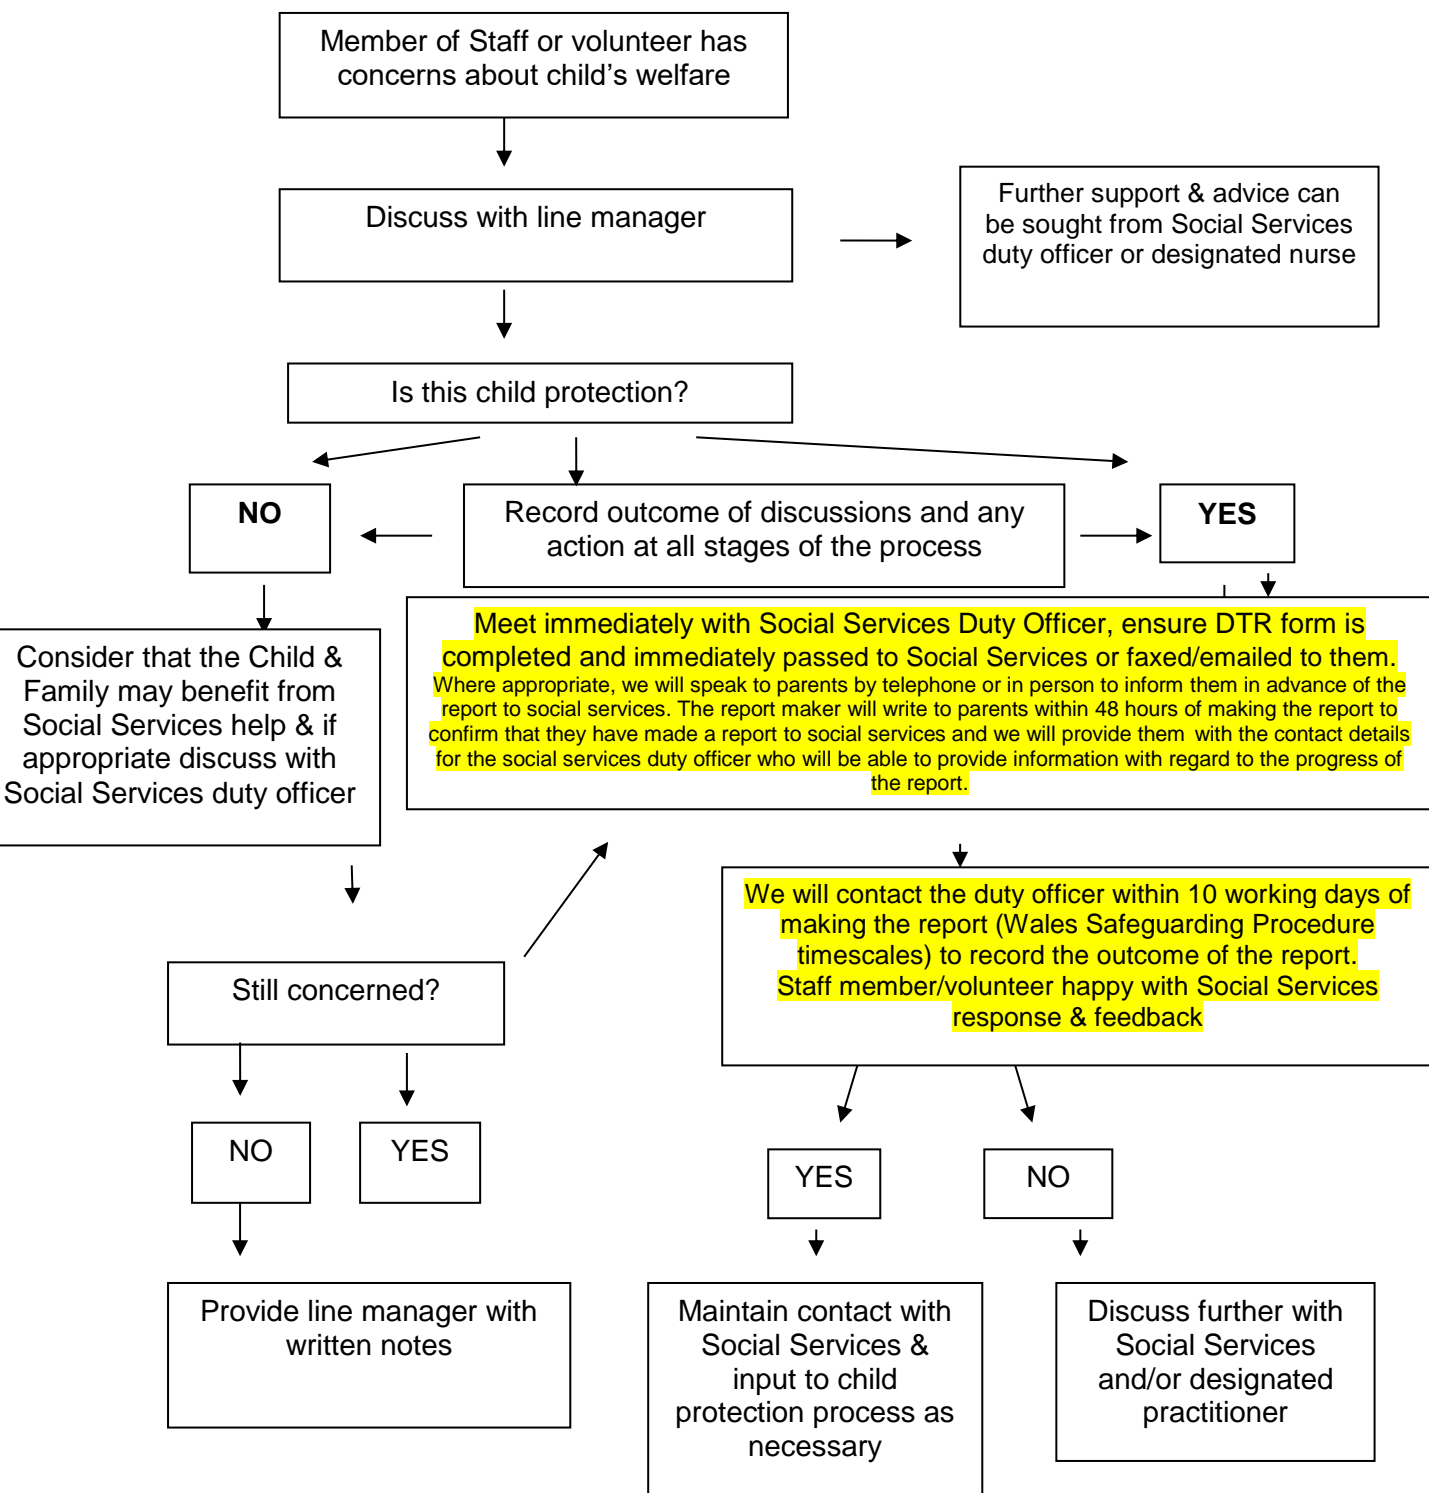 Member of Staff or volunteer has
concerns about child’s welfare
Discuss with line manager
Further support & advice can
be sought from Social Services
duty officer or designated nurse
Is this child protection?
NO
Record outcome of discussions and any
action at all stages of the process
YES
Consider that the Child &
Family may benefit from
Social Services help & if
appropriate discuss with
Social Services duty officer
Meet immediately with Social Services Duty Officer, ensure DTR form is
completed and immediately passed to Social Services or faxed/emailed to them.
Where appropriate, we will speak to parents by telephone or in person to inform them in advance of the
report to social services. The report maker will write to parents within 48 hours of making the report to
confirm that they have made a report to social services and we will provide them with the contact details
for the social services duty officer who will be able to provide information with regard to the progress of
the report.
We will contact the duty officer within 10 working days of
making the report (Wales Safeguarding Procedure
timescales) to record the outcome of the report.
Staff member/volunteer happy with Social Services
response & feedback
Still concerned?
NO
YES
YES
NO
Provide line manager with
written notes
Maintain contact with
Social Services &
input to child
protection process as
necessary
Discuss further with
Social Services
and/or designated
practitioner